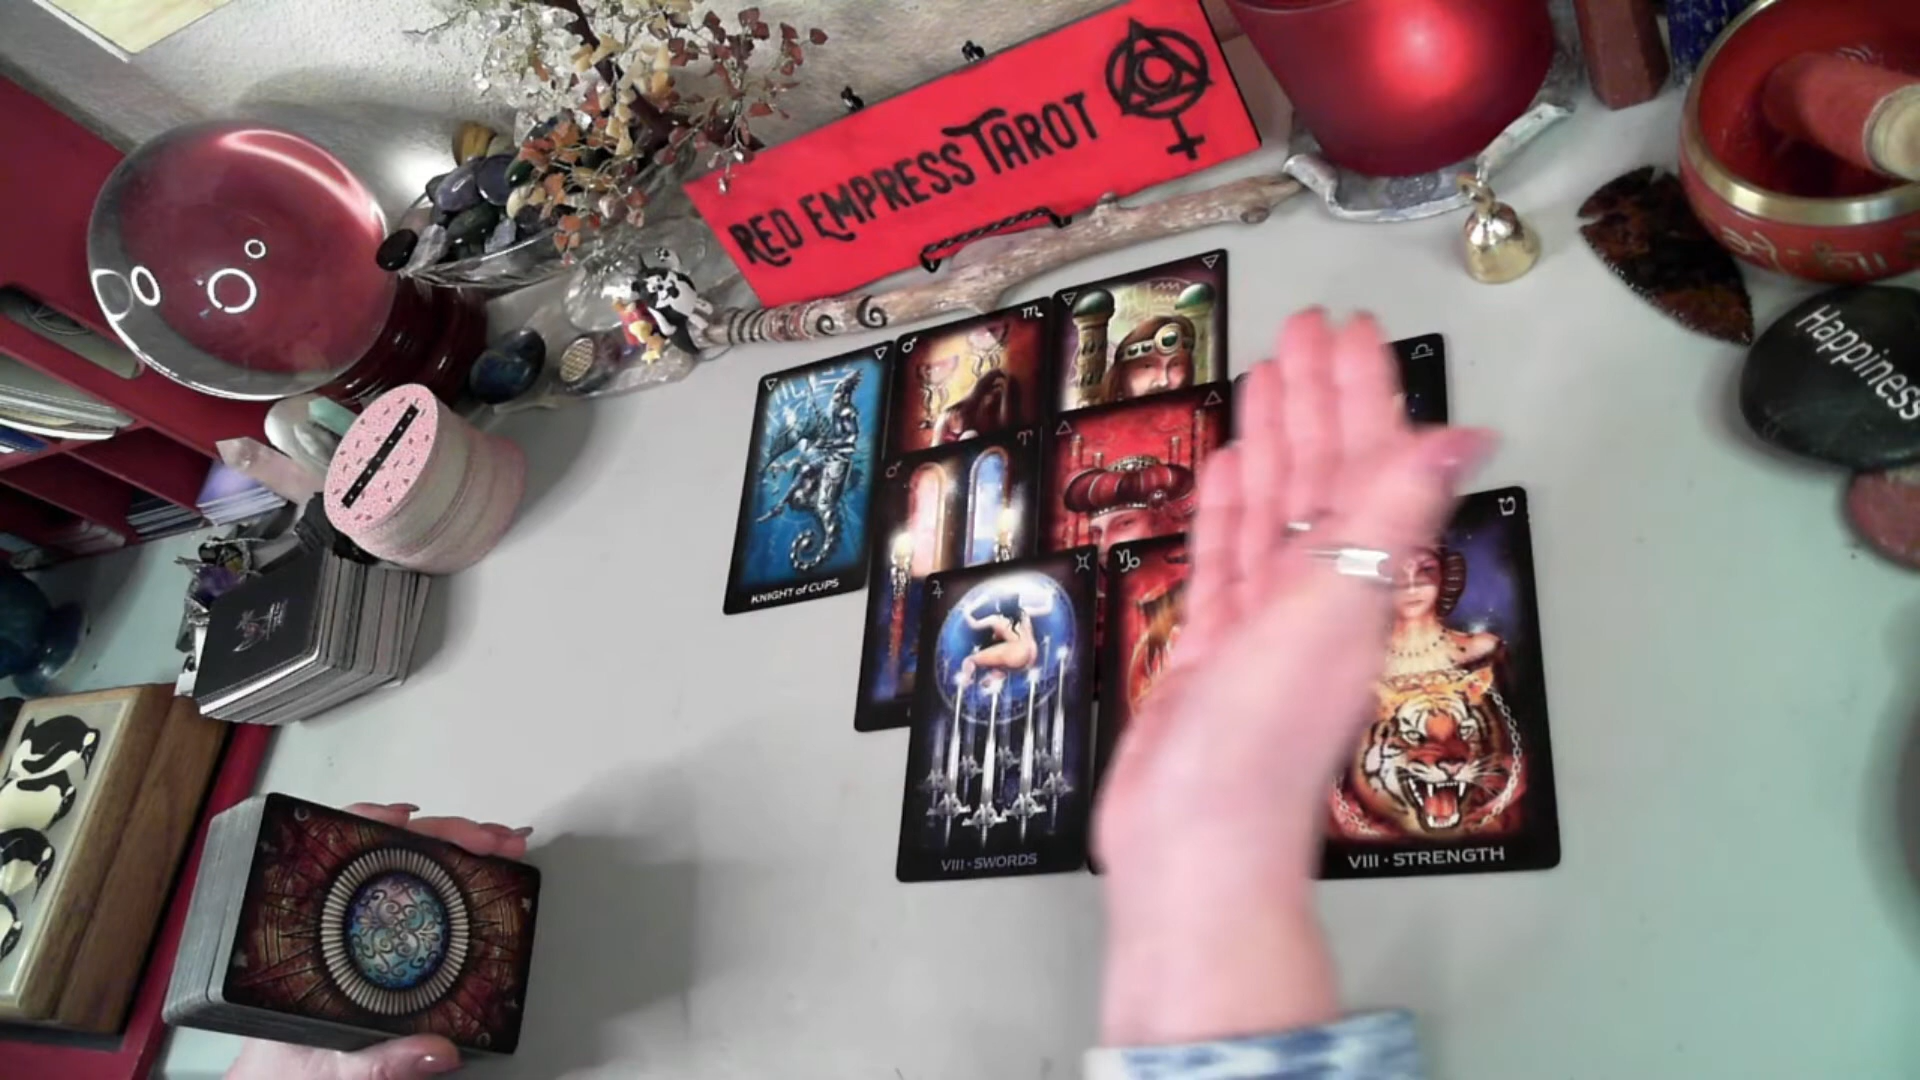 RED EMPRESS TAROT
Happiness
KNIGHT of CUPS
VIII · SWORDS
VIII · STRENGTH